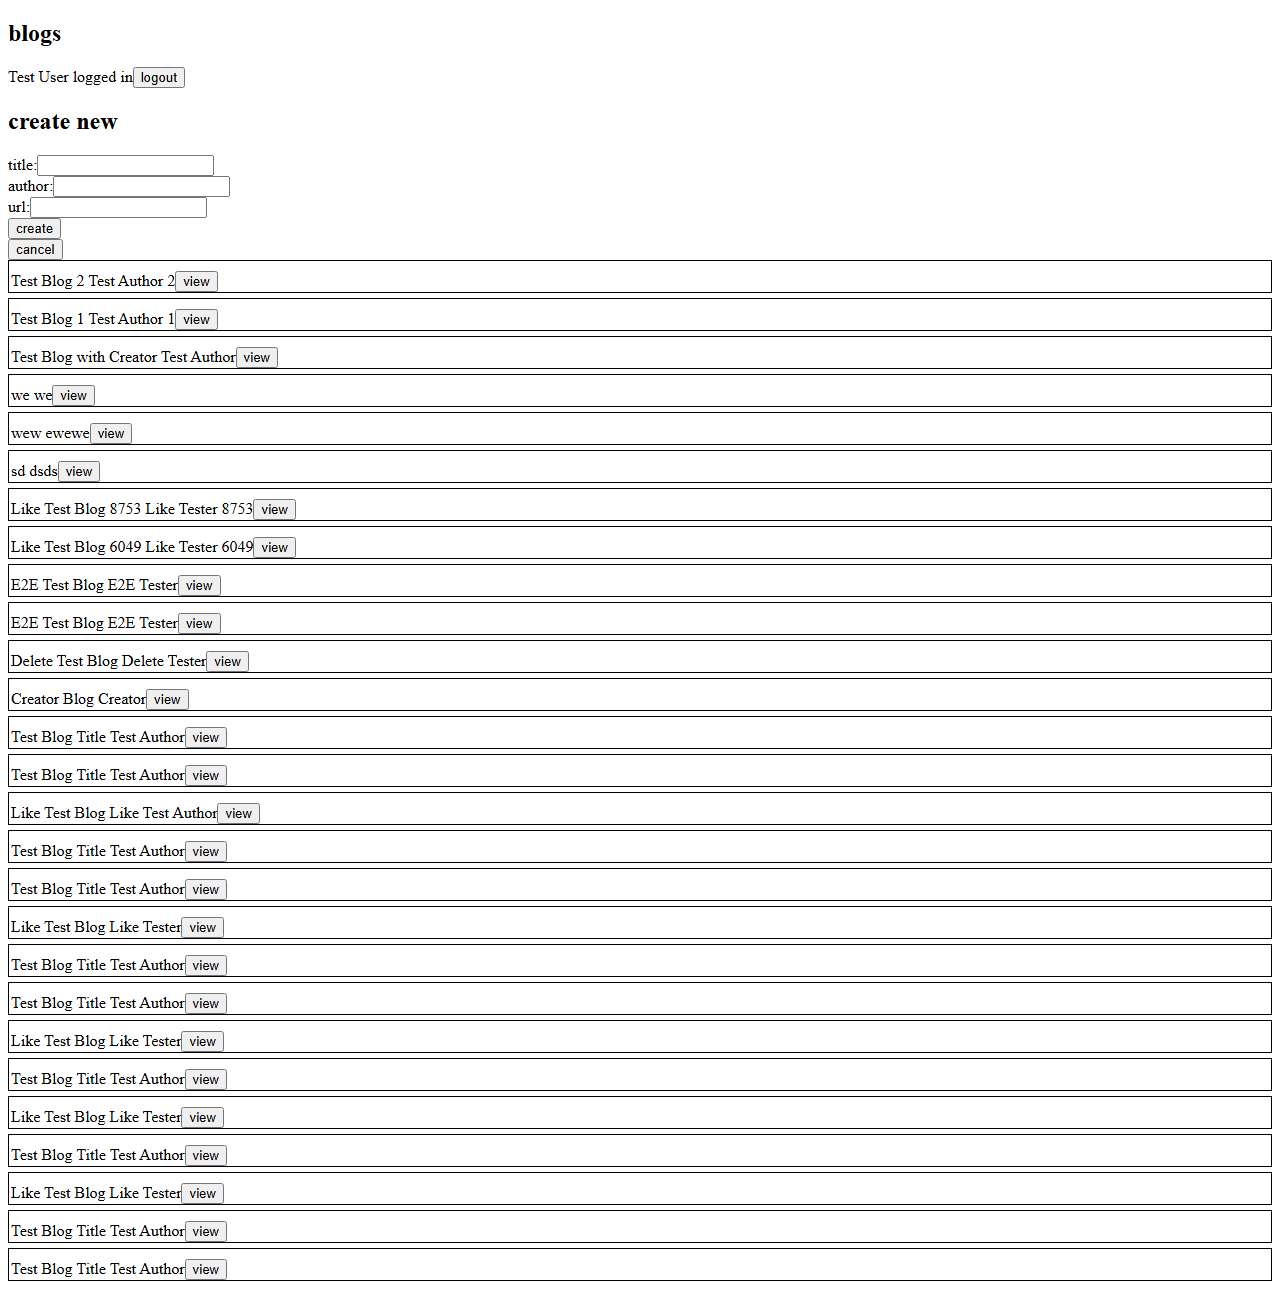 blogs
Test User logged in logout
create new
title:
author:
url:
create
cancel
Test Blog 2 Test Author 2 view
Test Blog 1 Test Author 1 view
Test Blog with Creator Test Author view
we we view
wew ewewe view
sd dsds view
Like Test Blog 8753 Like Tester 8753 view
Like Test Blog 6049 Like Tester 6049 view
E2E Test Blog E2E Tester view
E2E Test Blog E2E Tester view
Delete Test Blog Delete Tester view
Creator Blog Creator view
Test Blog Title Test Author view
Test Blog Title Test Author view
Like Test Blog Like Test Author view
Test Blog Title Test Author view
Test Blog Title Test Author view
Like Test Blog Like Tester view
Test Blog Title Test Author view
Test Blog Title Test Author view
Like Test Blog Like Tester view
Test Blog Title Test Author view
Like Test Blog Like Tester view
Test Blog Title Test Author view
Like Test Blog Like Tester view
Test Blog Title Test Author view
Test Blog Title Test Author view